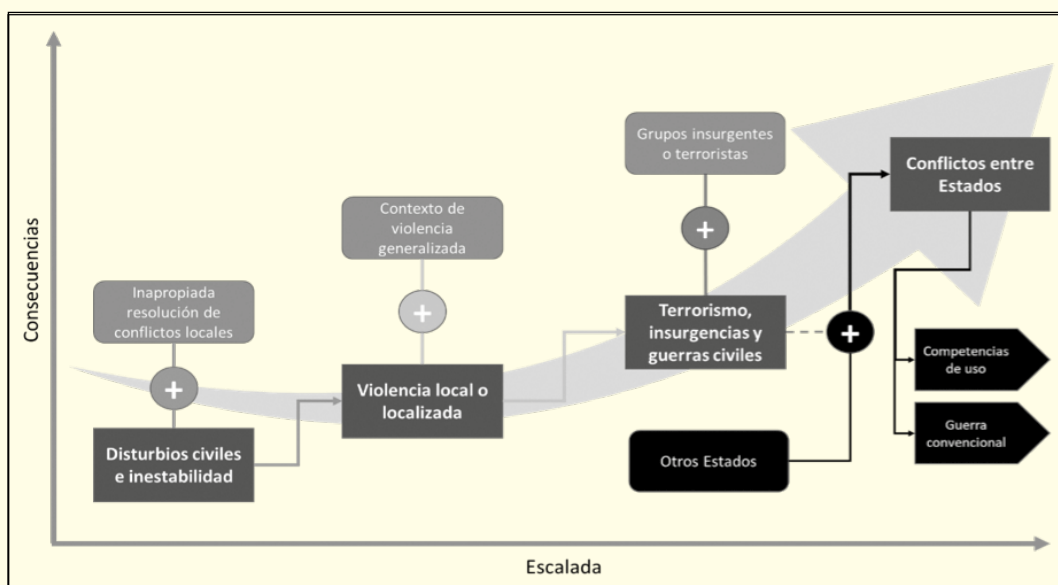 Consecuencias
Grupos insurgentes
o terroristas
+
Conflictos entre
Estados
Contexto de
violencia
generalizada
+
Inapropiada
resolución de
conflictos locales
+
Terrorismo,
insurgencias y
guerras civiles
+
Competencias
de uso
Violencia local o
localizada
Guerra
convencional
Disturbios civiles
e inestabilidad
Otros Estados
Escalada